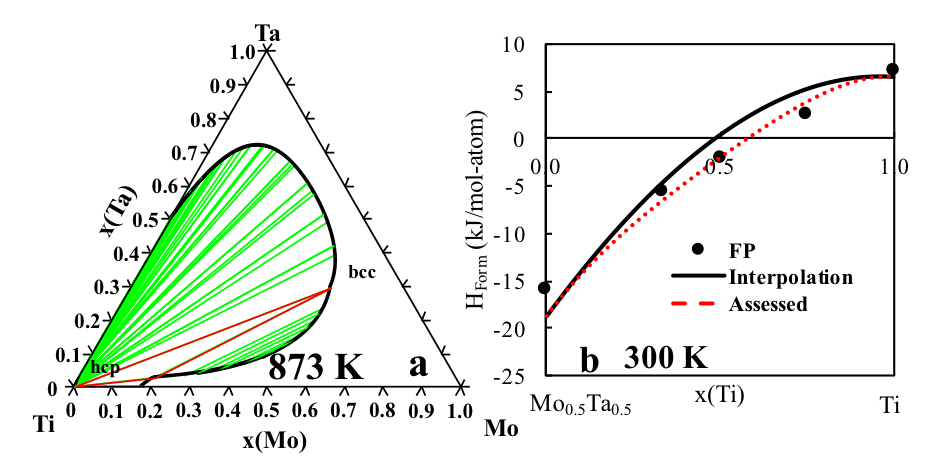 Ta
1.0
0.9
0.8
0.7
0.6
0.5
0.4
0.3
0.2
0.1
0
x(Ta)
hcp
bcc
873 K
a
0
0.1
0.2
0.3
0.4
0.5
0.6
0.7
0.8
0.9
1.0
Ti
x(Mo)
Mo
10
5
0
-5
-10
-15
-20
-25
H_Form (kJ/mol-atom)
0.0
0.5
1.0
FP
Interpolation
Assessed
b 300 K
Mo0.5Ta0.5
x(Ti)
Ti